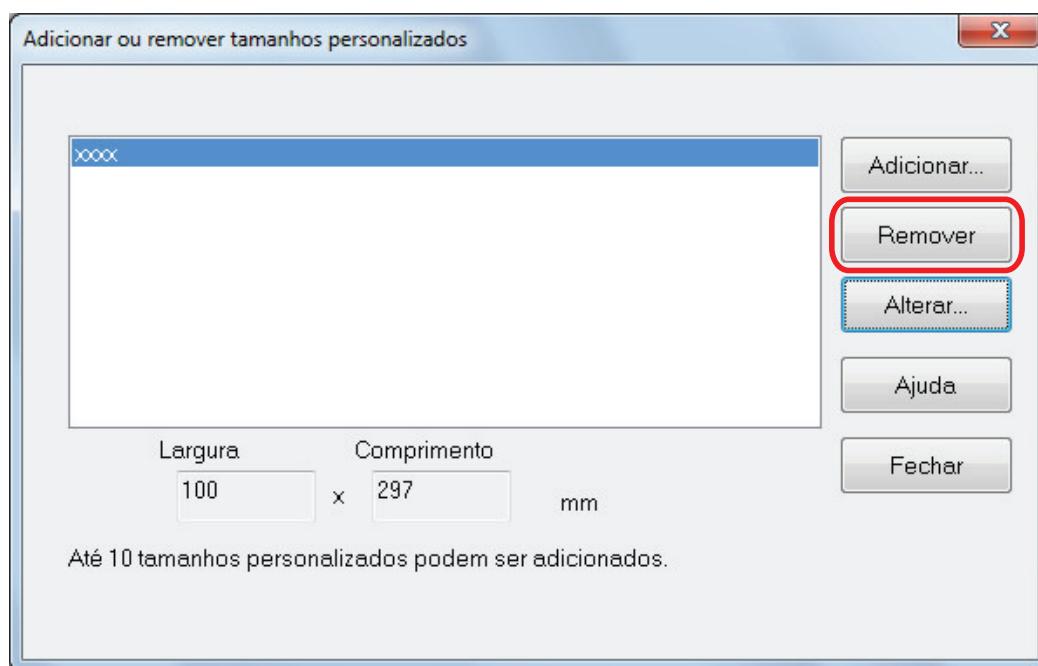 Adicionar ou remover tamanhos personalizados
x
xxxx
Adicionar...
Remover
Alterar...
Ajuda
Fechar
Largura Comprimento
100 x 297 mm
Até 10 tamanhos personalizados podem ser adicionados.